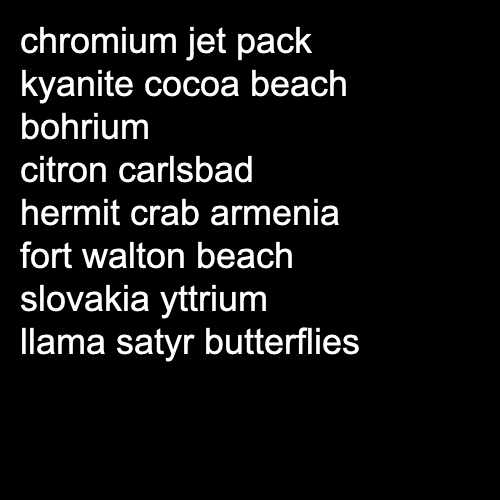 chromium jet pack
kyanite cocoa beach
bohrium
citron carlsbad
hermit crab armenia
fort walton beach
slovakia yttrium
llama satyr butterflies